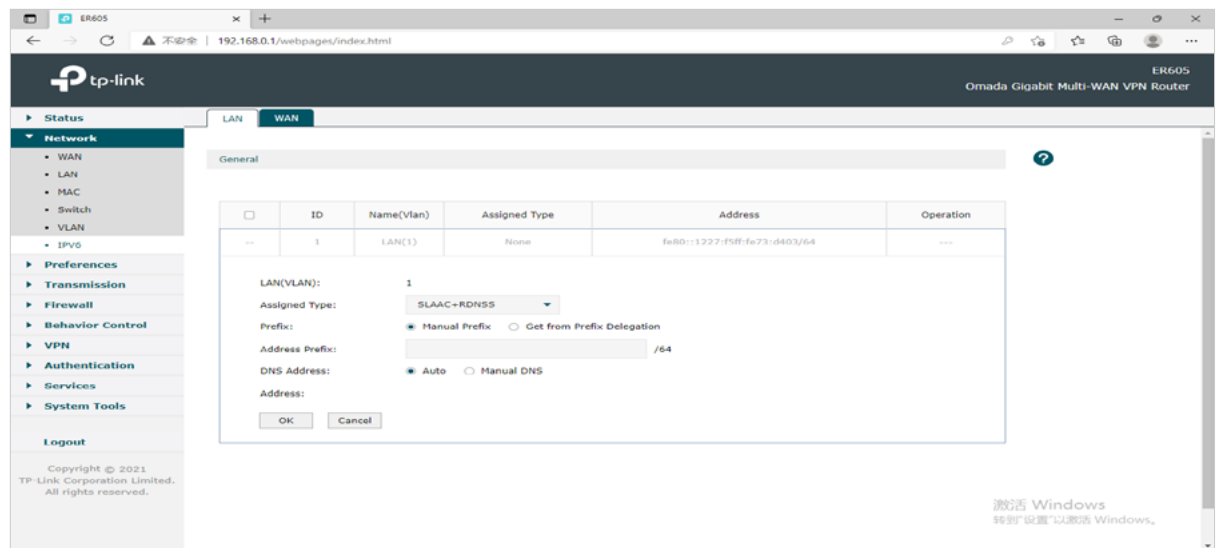 ER605
不安全 | 192.168.0.1/webpages/index.html
tp-link
ER605
Omada Gigabit Multi-WAN VPN Router
Status
Network
WAN
LAN
MAC
Switch
VLAN
IPV6
Preferences
Transmission
Firewall
Behavior Control
VPN
Authentication
Services
System Tools
Logout
Copyright © 2021
TP-Link Corporation Limited.
All rights reserved.
LAN WAN
General
ID Name(Vlan) Assigned Type Address Operation
-- 1 LAN(1) None fe80::1227:f5ff:fe73:d403/64 ---
LAN(VLAN): 1
Assigned Type: SLAAC+RDNSS
Prefix: Manual Prefix Get from Prefix Delegation
Address Prefix: /64
DNS Address: Auto Manual DNS
Address:
OK Cancel
激活 Windows
转到"设置"以激活 Windows。